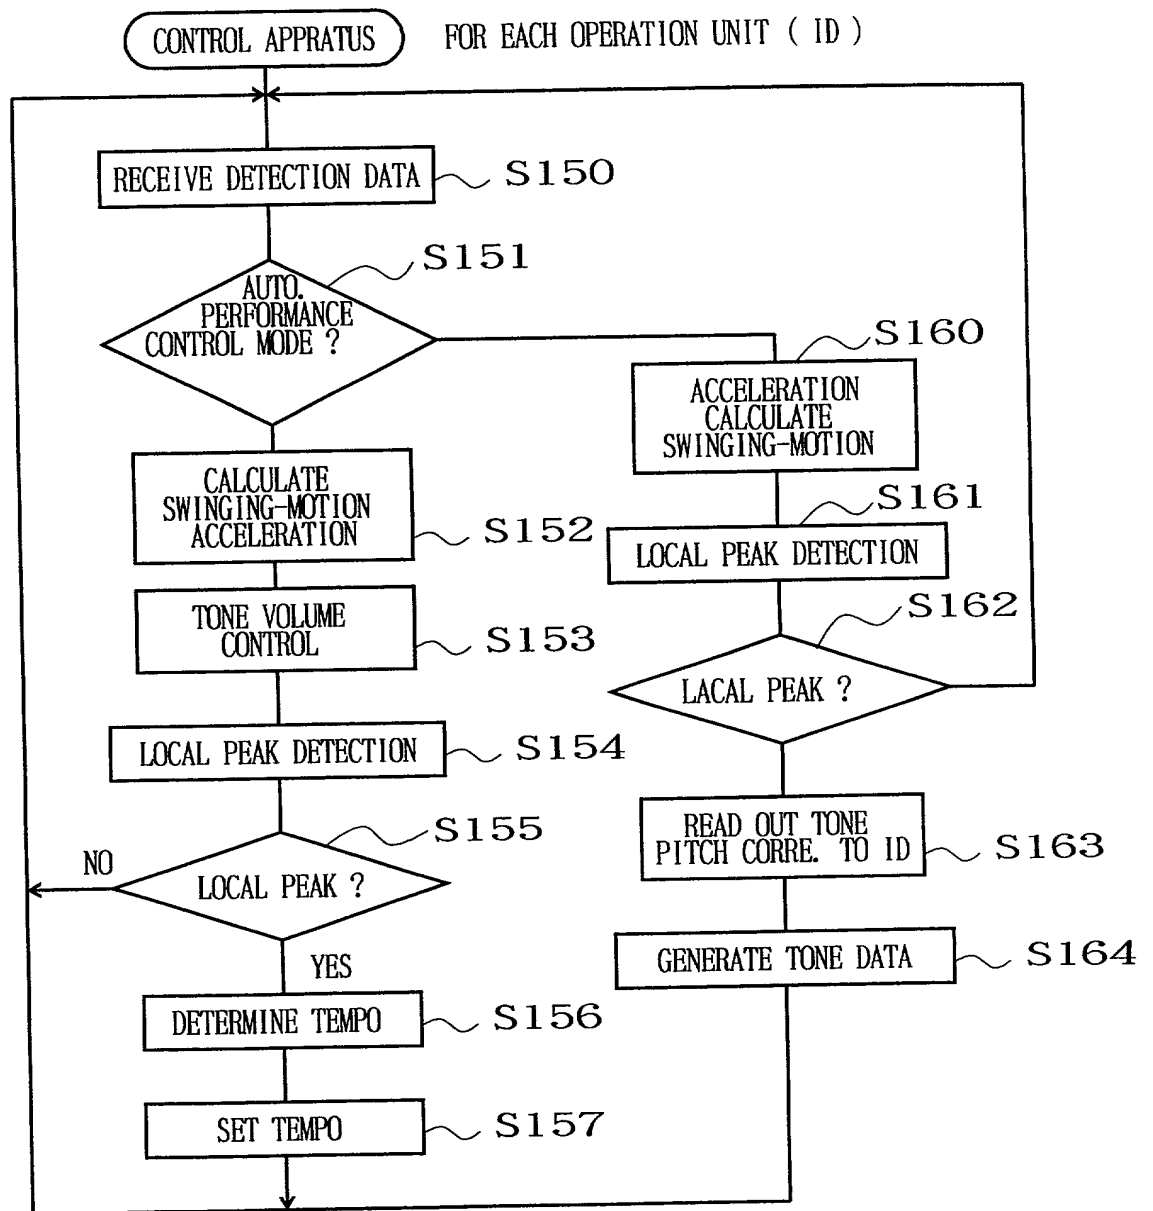 CONTROL APPRATUS
FOR EACH OPERATION UNIT ( ID )
RECEIVE DETECTION DATA
S150
S151
AUTO.
PERFORMANCE
CONTROL MODE ?
CALCULATE
SWINGING-MOTION
ACCELERATION
S152
TONE VOLUME
CONTROL
S153
LOCAL PEAK DETECTION
S154
S155
NO
LOCAL PEAK ?
YES
DETERMINE TEMPO
S156
SET TEMPO
S157
S160
ACCELERATION
CALCULATE
SWINGING-MOTION
S161
LOCAL PEAK DETECTION
S162
LACAL PEAK ?
READ OUT TONE
PITCH CORRE. TO ID
S163
GENERATE TONE DATA
S164